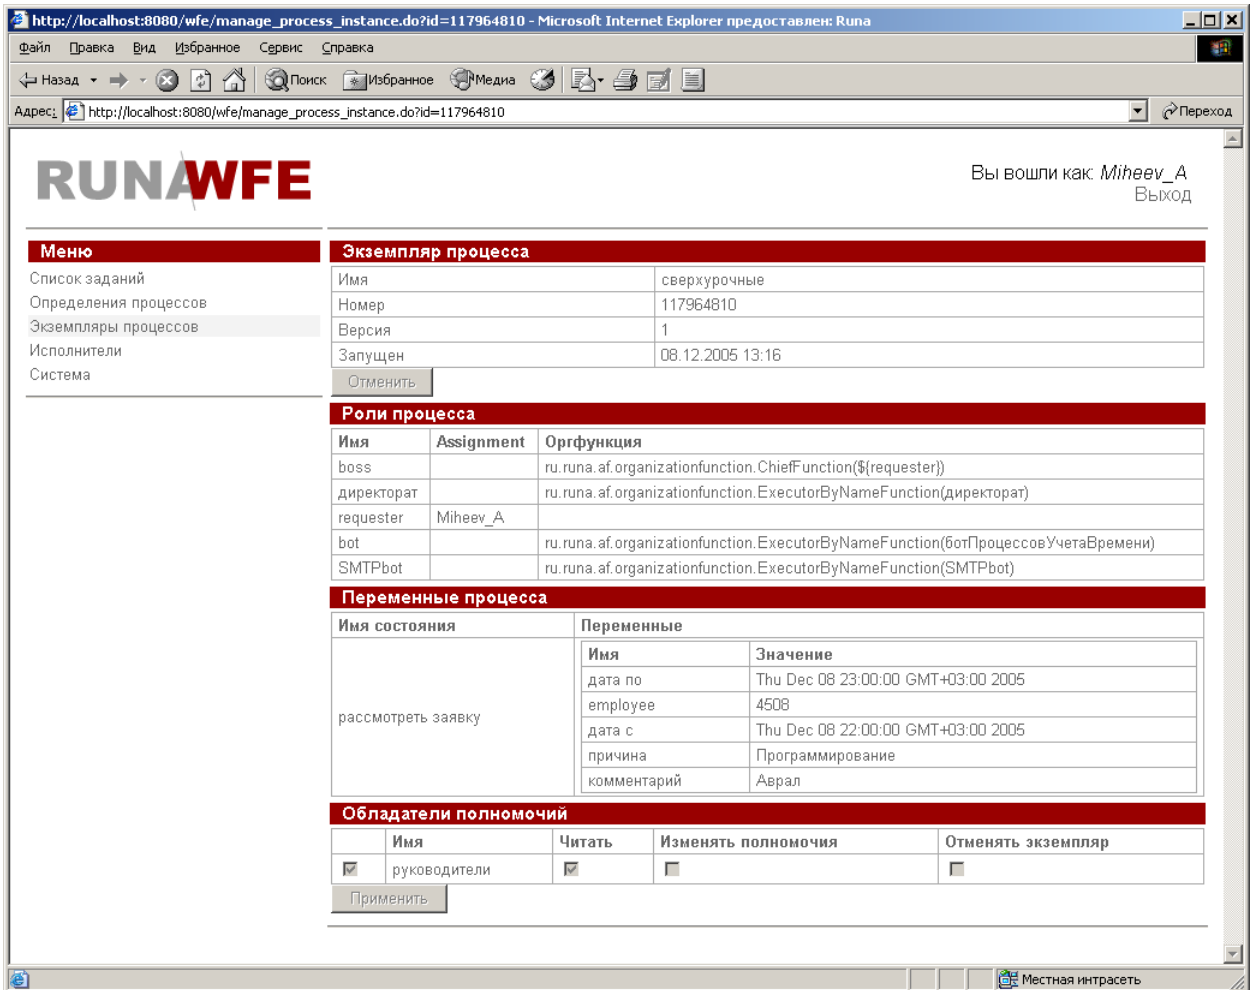 http://localhost:8080/wfe/manage_process_instance.do?id=117964810 - Microsoft Internet Explorer предоставлен: Runa
Файл Правка Вид Избранное Сервис Справка
Назад Поиск Избранное Медиа
Адрес: http://localhost:8080/wfe/manage_process_instance.do?id=117964810 Переход
RUNAWFE
Вы вошли как: Miheev_A
Выход
Меню
Список заданий
Определения процессов
Экземпляры процессов
Исполнители
Система
Экземпляр процесса
Имя сверхурочные
Номер 117964810
Версия 1
Запущен 08.12.2005 13:16
Отменить
Роли процесса
Имя Assignment Оргфункция
boss ru.runa.af.organizationfunction.ChiefFunction(${requester})
директорат ru.runa.af.organizationfunction.ExecutorByNameFunction(директорат)
requester Miheev_A
bot ru.runa.af.organizationfunction.ExecutorByNameFunction(ботПроцессовУчетаВремени)
SMTPbot ru.runa.af.organizationfunction.ExecutorByNameFunction(SMTPbot)
Переменные процесса
Имя состояния Переменные
рассмотреть заявку
Имя Значение
дата по Thu Dec 08 23:00:00 GMT+03:00 2005
employee 4508
дата с Thu Dec 08 22:00:00 GMT+03:00 2005
причина Программирование
комментарий Аврал
Обладатели полномочий
Имя Читать Изменять полномочия Отменять экземпляр
руководители
Применить
Местная интрасеть